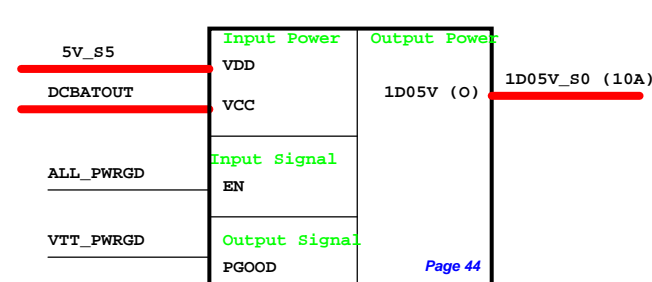 5V_S5
DCBATOUT
ALL_PWRGD
VTT_PWRGD
Input Power
VDD
VCC
Input Signal
EN
Output Signal
PGOOD
Output Power
1D05V (O)
Page 44
1D05V_S0 (10A)